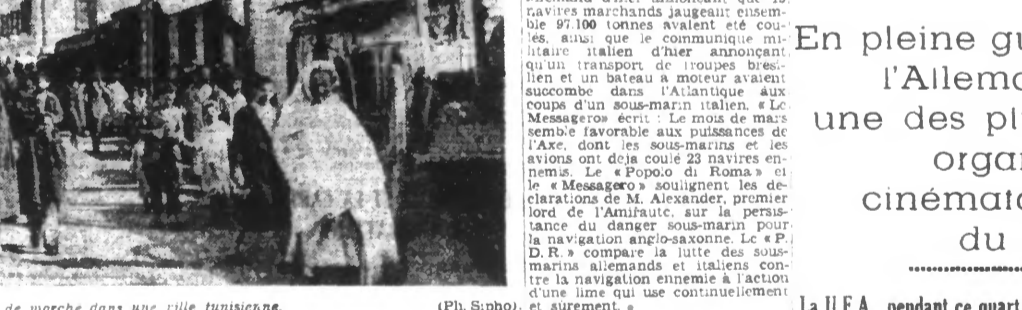 de marche dans une ville tunisienne.
(Ph. Sipho).
navires marchands jaugeant ensem-
ble 97.100 tonnes avaient été cou-
lés, ainsi que le communiqué mi-
litaire italien d'hier annonçant
qu'un transport de troupes brési-
lien et un bateau à moteur avaient
succombé dans l'Atlantique aux
coups d'un sous-marin italien. « Le
Messagero» écrit : Le mois de mars
semble favorable aux puissances de
l'Axe, dont les sous-marins et les
avions ont déjà coulé 23 navires en-
nemis. Le « Popolo di Roma » et
le « Messagero » soulignent les dé-
clarations de M. Alexander, premier
lord de l'Amirauté, sur la persis-
tance du danger sous-marin pour
la navigation anglo-saxonne. Le « P.
D. R. » compare la lutte des sous-
marins allemands et italiens con-
tre la navigation ennemie à l'action
d'une lime qui use continuellement
et sûrement. »
En pleine gu
l'Allema
une des pl
orga
cinémato
du
La U.F.A. pendant ce quart